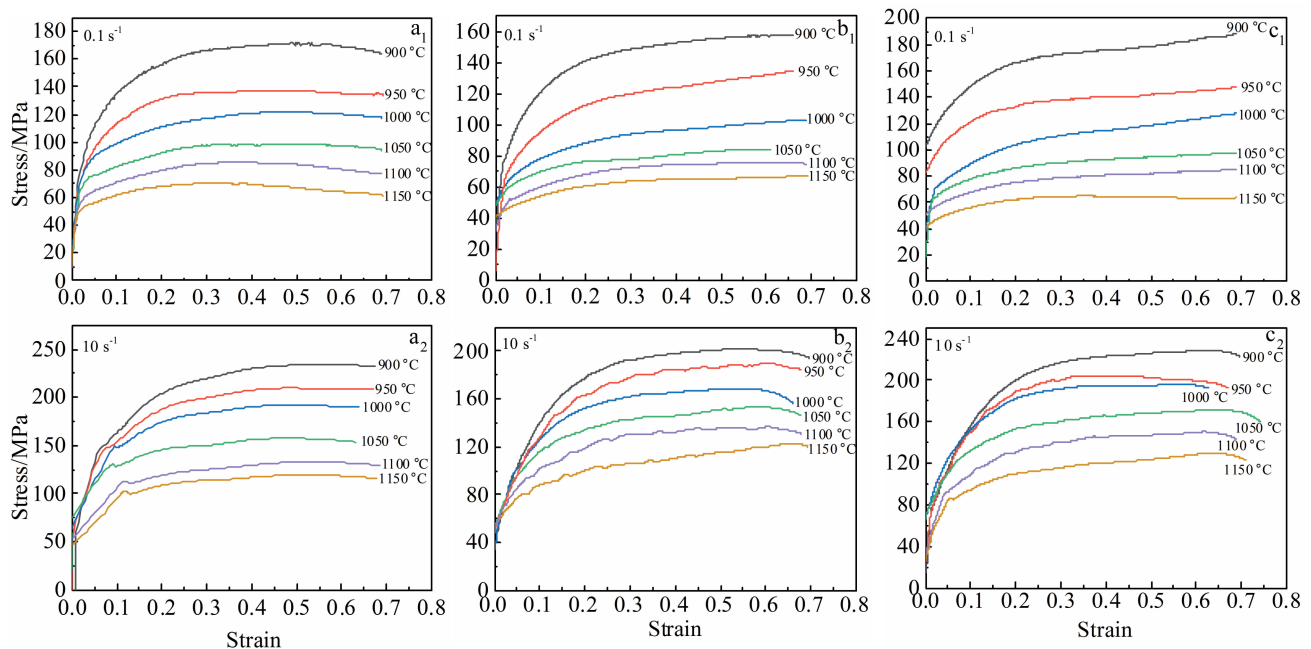 a1
0.1 s-1
900 °C
950 °C
1000 °C
1050 °C
1100 °C
1150 °C
Stress/MPa
0 20 40 60 80 100 120 140 160 180
0.0 0.1 0.2 0.3 0.4 0.5 0.6 0.7 0.8
b1
0.1 s-1
900 °C
950 °C
1000 °C
1050 °C
1100 °C
1150 °C
0 20 40 60 80 100 120 140 160
0.0 0.1 0.2 0.3 0.4 0.5 0.6 0.7 0.8
c1
0.1 s-1
900 °C
950 °C
1000 °C
1050 °C
1100 °C
1150 °C
0 20 40 60 80 100 120 140 160 180 200
0.0 0.1 0.2 0.3 0.4 0.5 0.6 0.7 0.8
a2
10 s-1
900 °C
950 °C
1000 °C
1050 °C
1100 °C
1150 °C
Stress/MPa
0 50 100 150 200 250
0.0 0.1 0.2 0.3 0.4 0.5 0.6 0.7 0.8
Strain
b2
10 s-1
900 °C
950 °C
1000 °C
1050 °C
1100 °C
1150 °C
0 40 80 120 160 200
0.0 0.1 0.2 0.3 0.4 0.5 0.6 0.7 0.8
Strain
c2
10 s-1
900 °C
950 °C
1000 °C
1050 °C
1100 °C
1150 °C
0 40 80 120 160 200 240
0.0 0.1 0.2 0.3 0.4 0.5 0.6 0.7 0.8
Strain